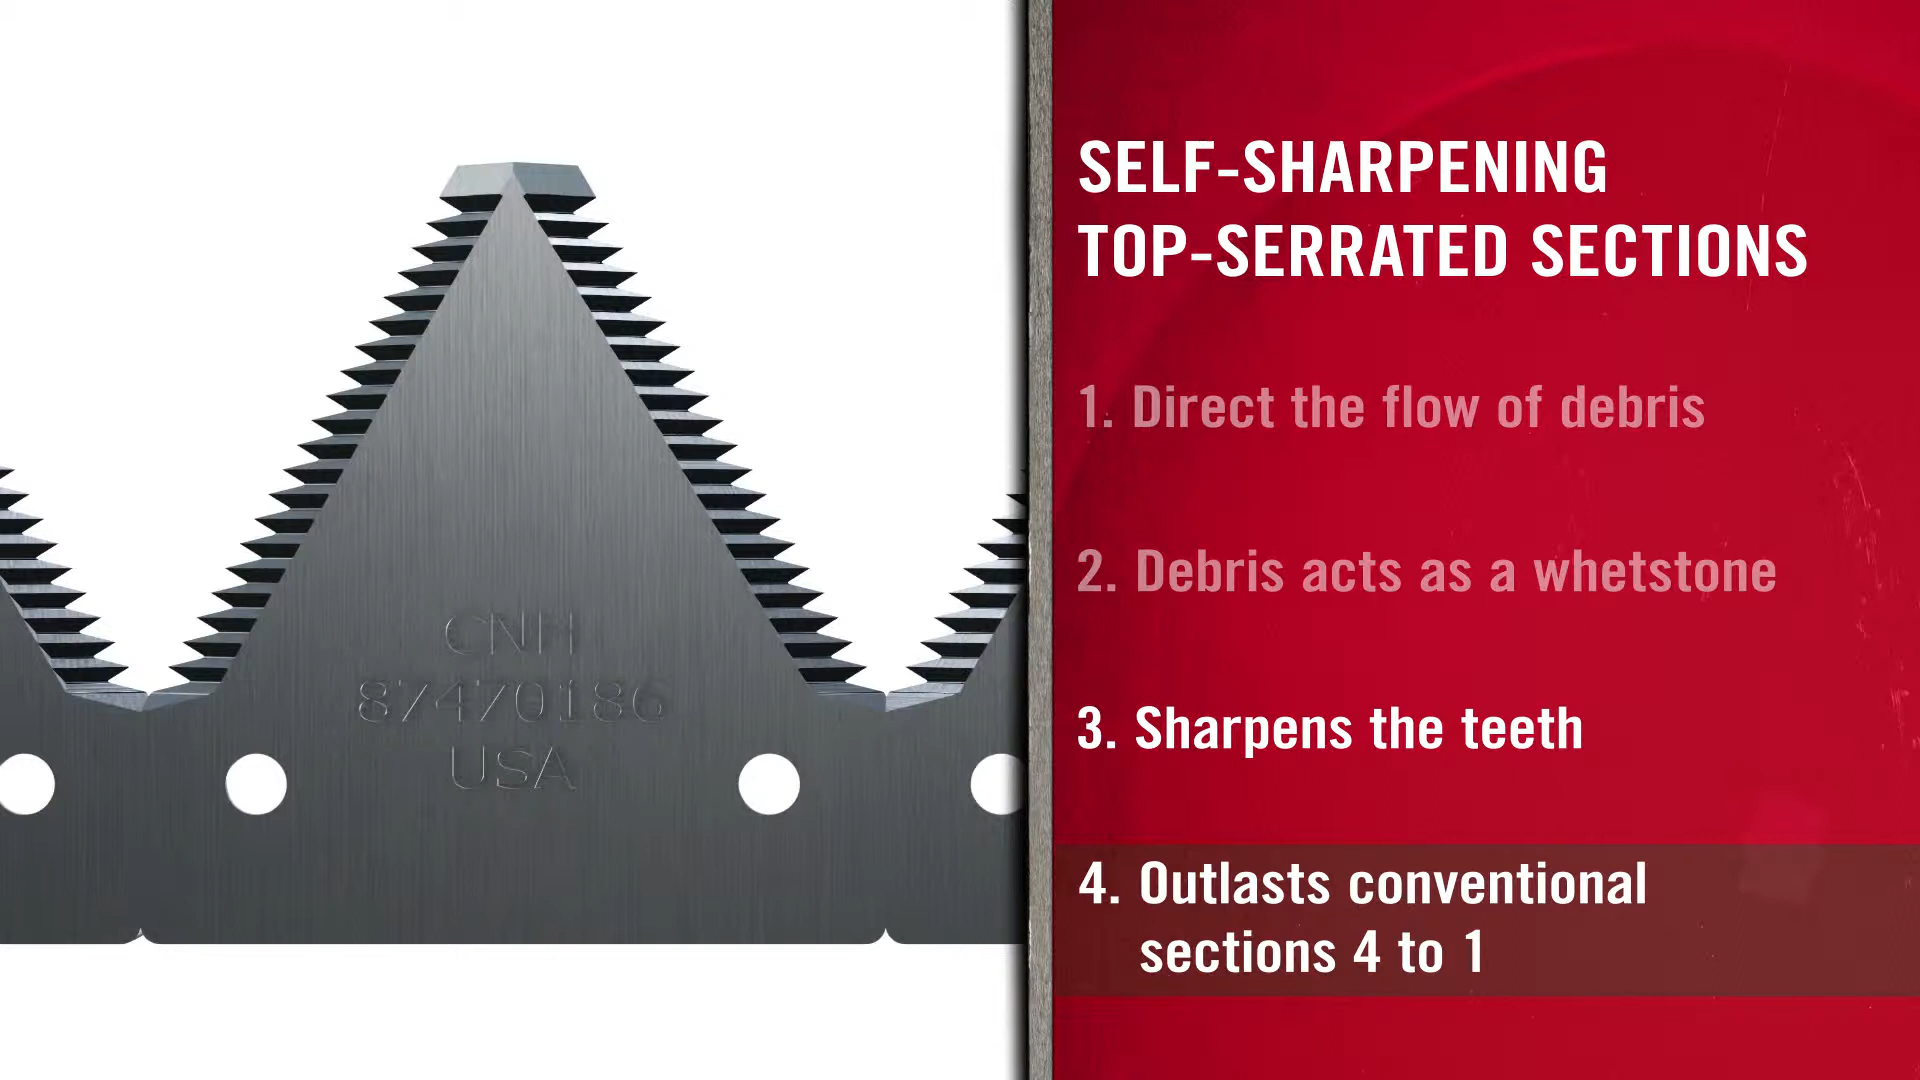 CNH
87470186
USA
SELF-SHARPENING
TOP-SERRATED SECTIONS
1. Direct the flow of debris
2. Debris acts as a whetstone
3. Sharpens the teeth
4. Outlasts conventional
sections 4 to 1